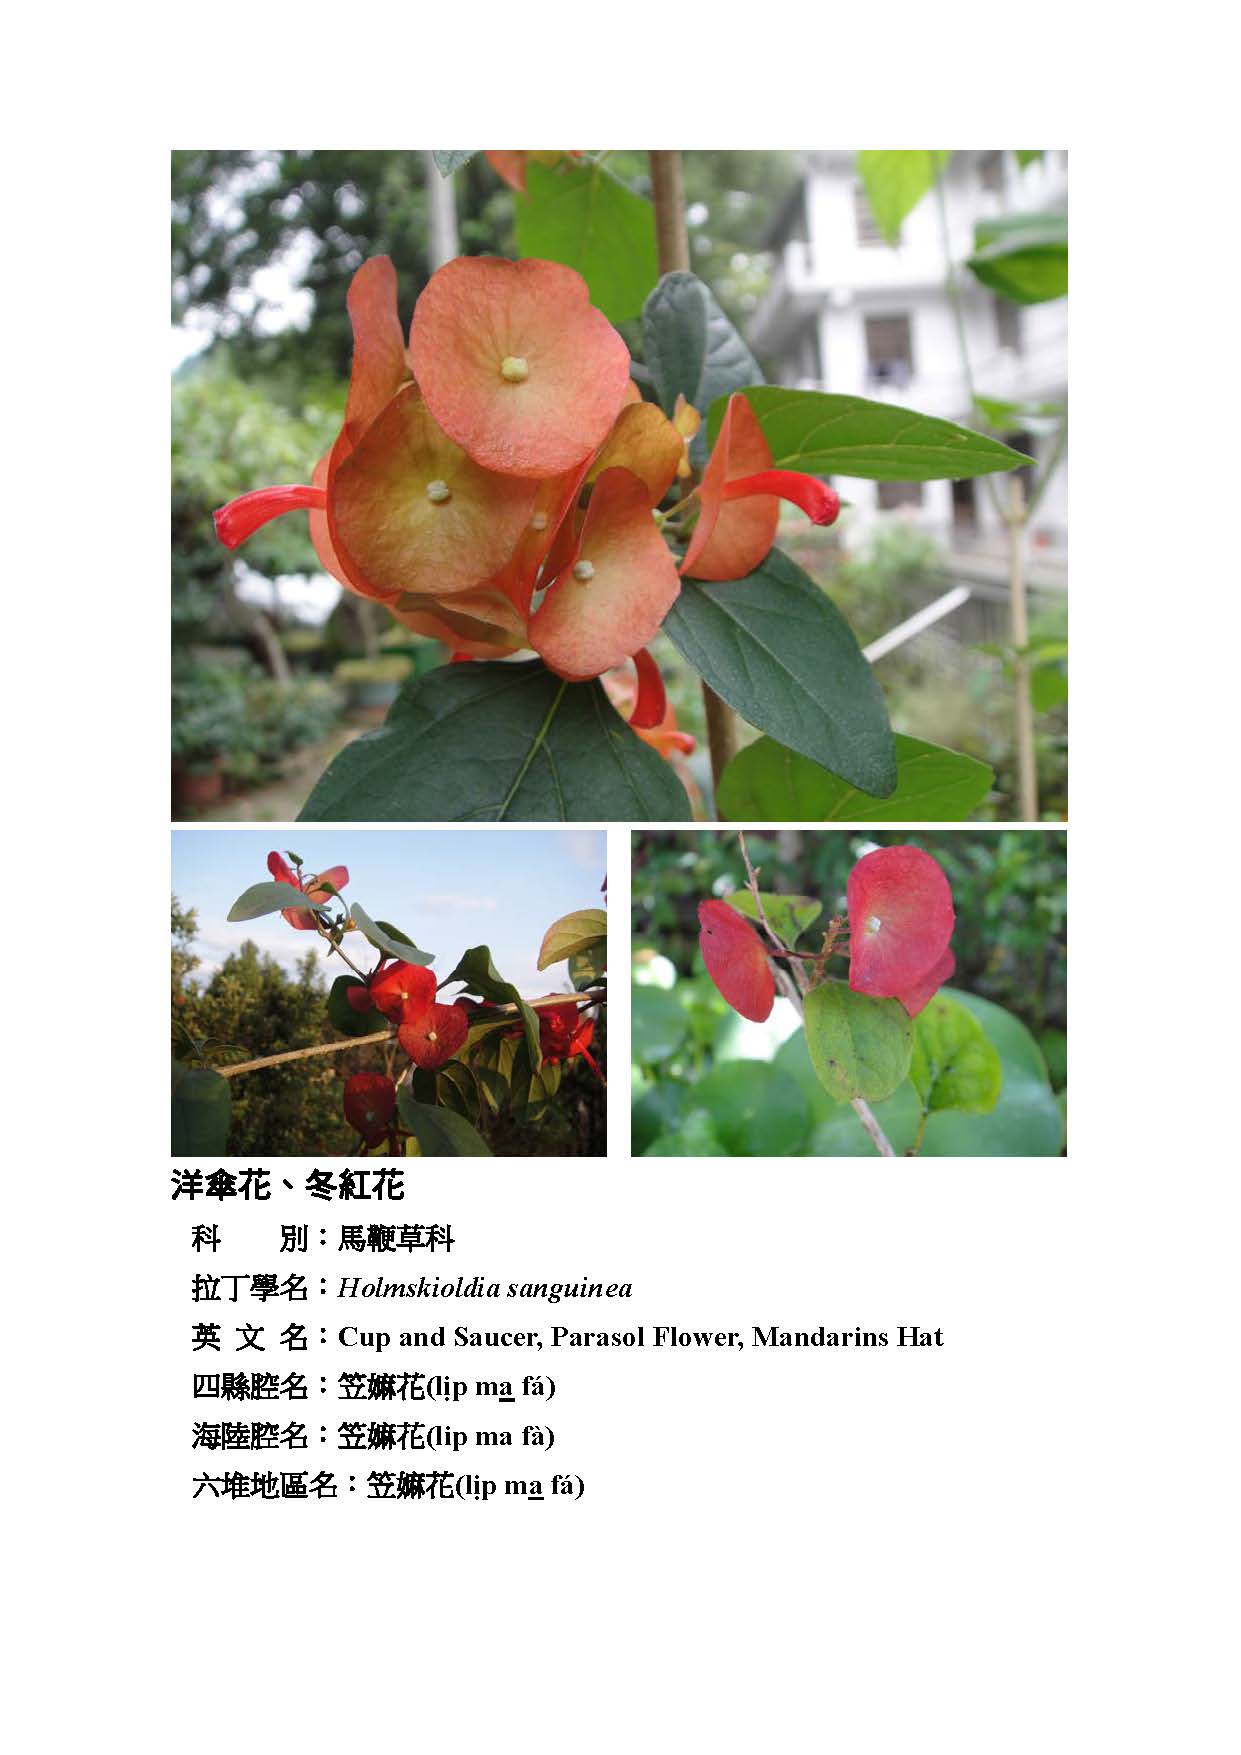 洋傘花、冬紅花
科　　別：馬鞭草科
拉丁學名：Holmskioldia sanguinea
英 文 名：Cup and Saucer, Parasol Flower, Mandarins Hat
四縣腔名：笠嫲花(lịp ma̲ fá)
海陸腔名：笠嫲花(lip ma fà)
六堆地區名：笠嫲花(lịp ma̲ fá)